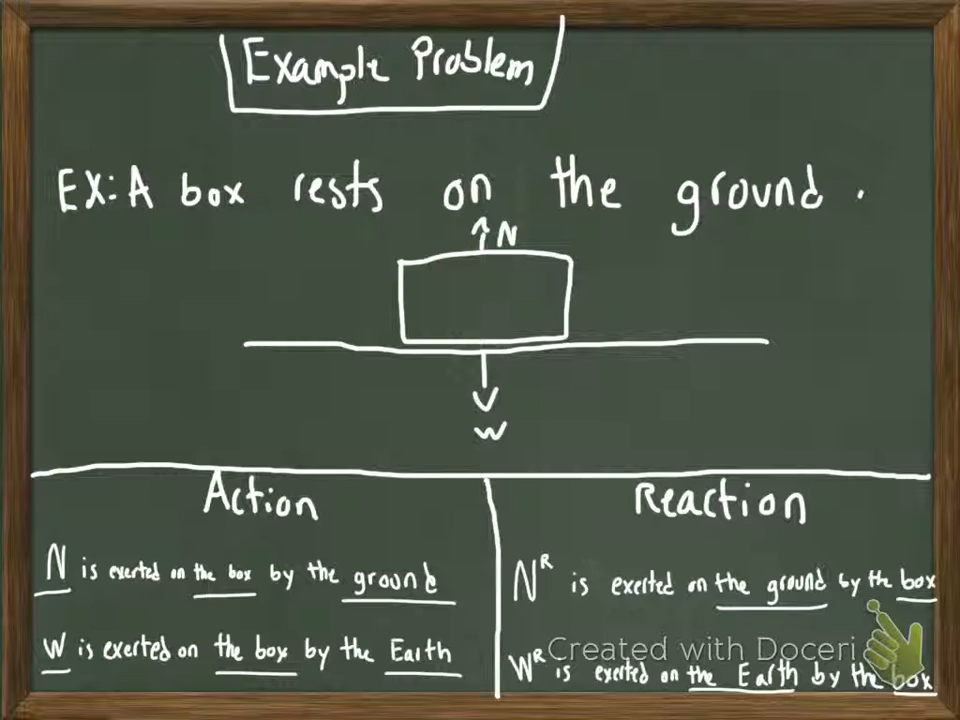 Example Problem
EX: A box rests on the ground.
N
W
Action
Reaction
N is exerted on the box by the ground
N^R is exerted on the ground by the box
W is exerted on the box by the Earth
W^R is exerted on the Earth by the box
Created with Doceri